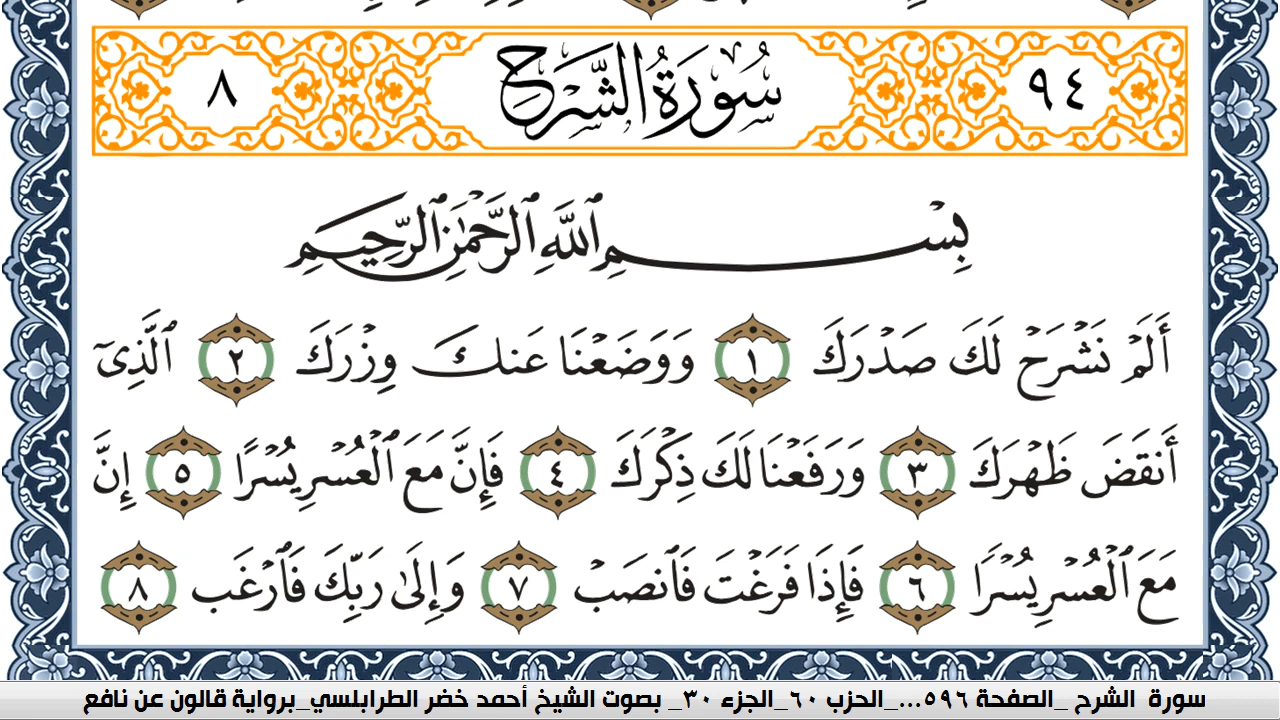 ٩٤ سُورَةُ الشَّرْحِ ٨
بِسْمِ ٱللَّهِ ٱلرَّحْمَٰنِ ٱلرَّحِيمِ
أَلَمْ نَشْرَحْ لَكَ صَدْرَكَ ١ وَوَضَعْنَا عَنكَ وِزْرَكَ ٢ ٱلَّذِىٓ
أَنقَضَ ظَهْرَكَ ٣ وَرَفَعْنَا لَكَ ذِكْرَكَ ٤ فَإِنَّ مَعَ ٱلْعُسْرِ يُسْرًا ٥ إِنَّ
مَعَ ٱلْعُسْرِ يُسْرًا ٦ فَإِذَا فَرَغْتَ فَٱنصَبْ ٧ وَإِلَىٰ رَبِّكَ فَٱرْغَب ٨
سورة الشرح _الصفحة ٥٩٦..._الحزب ٦٠_الجزء ٣٠_ بصوت الشيخ أحمد خضر الطرابلسي_برواية قالون عن نافع